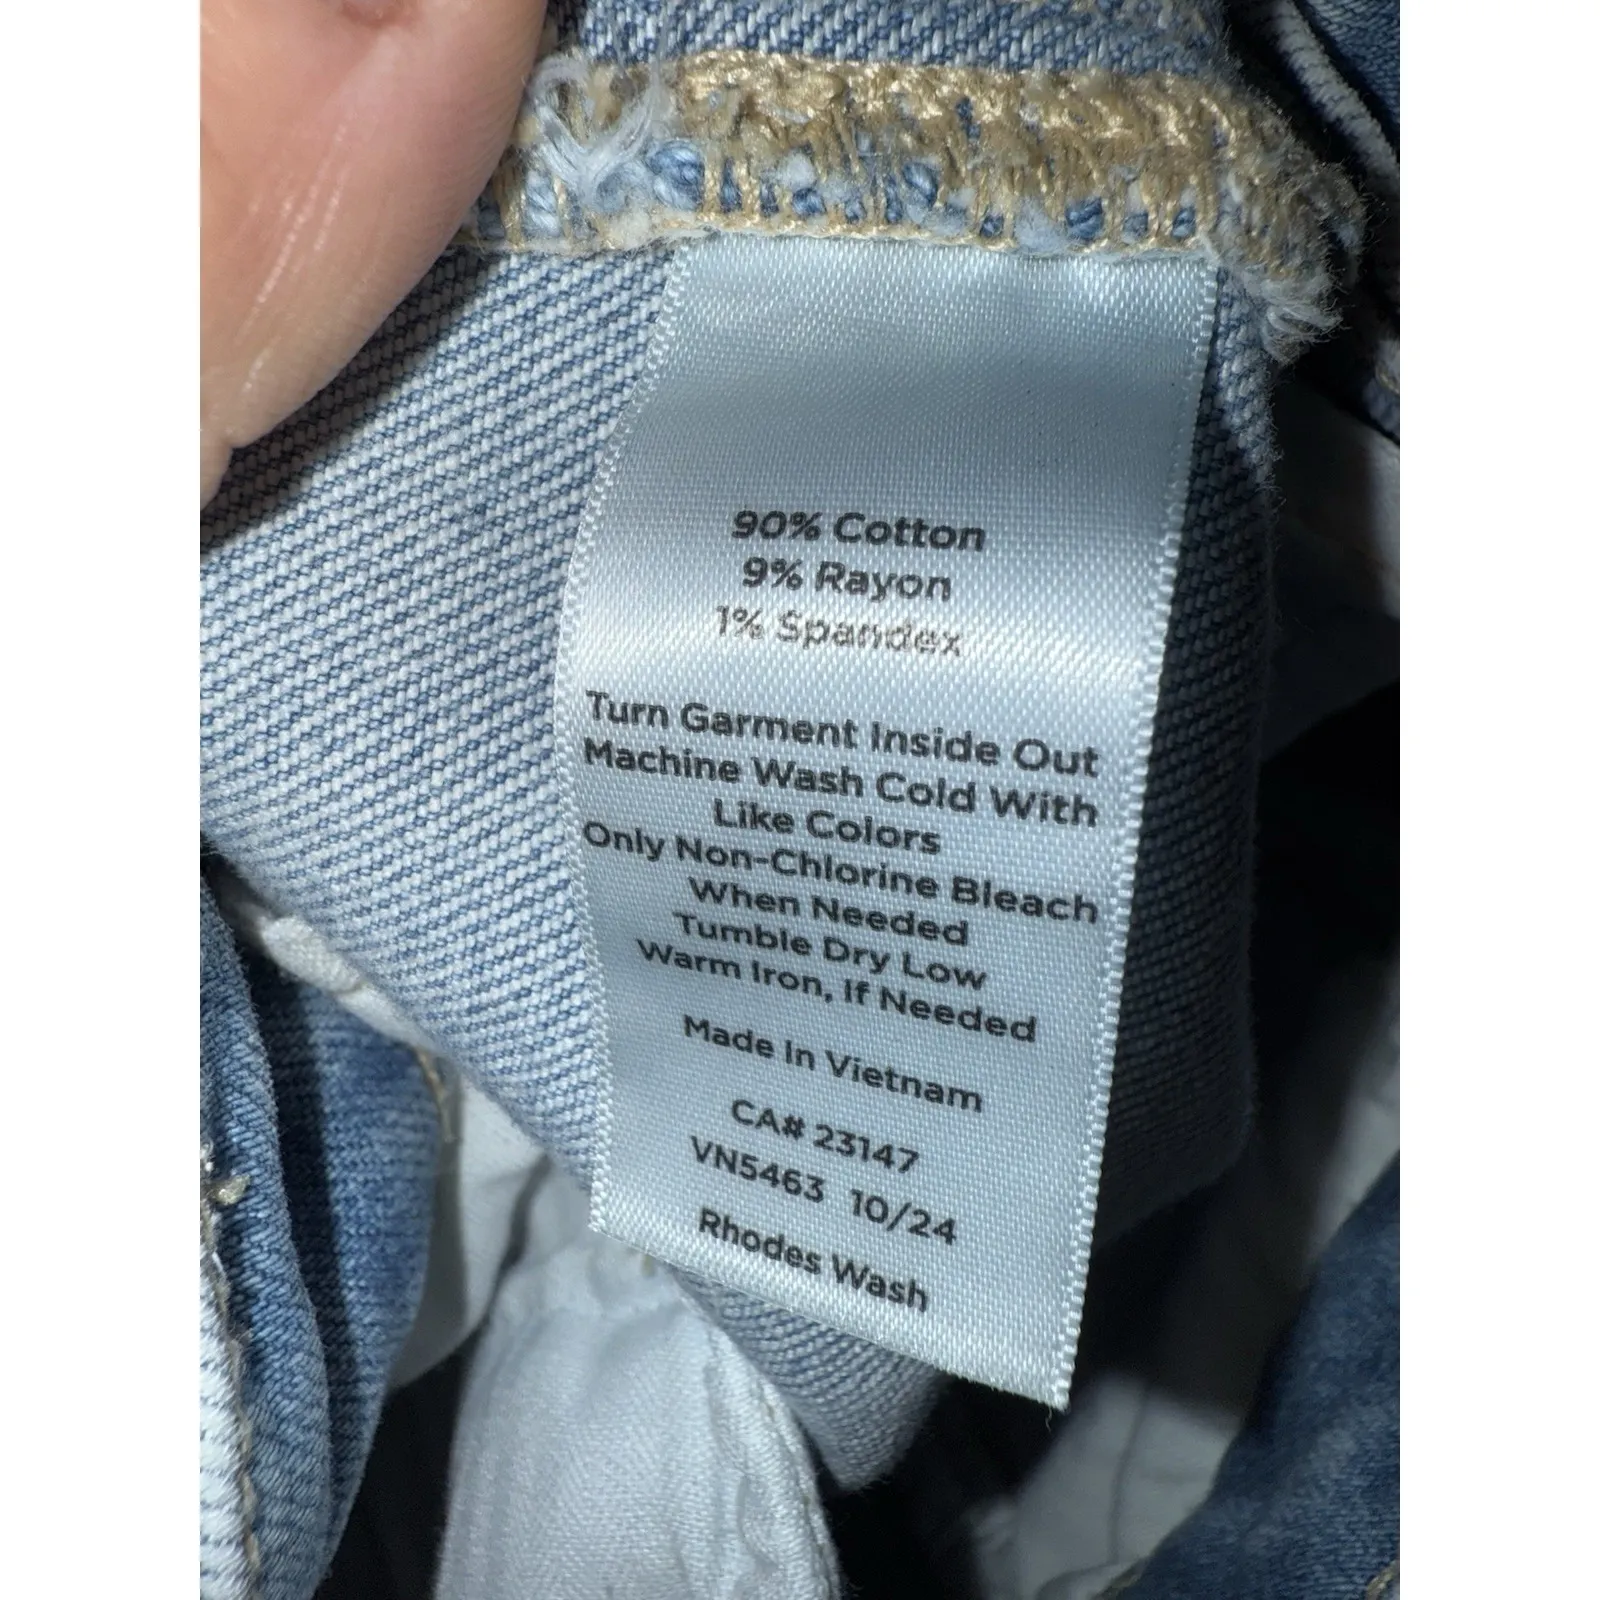 90% Cotton
9% Rayon
1% Spandex
Turn Garment Inside Out
Machine Wash Cold With
Like Colors
Only Non-Chlorine Bleach
When Needed
Tumble Dry Low
Warm Iron, If Needed
Made In Vietnam
CA# 23147
VN5463 10/24
Rhodes Wash